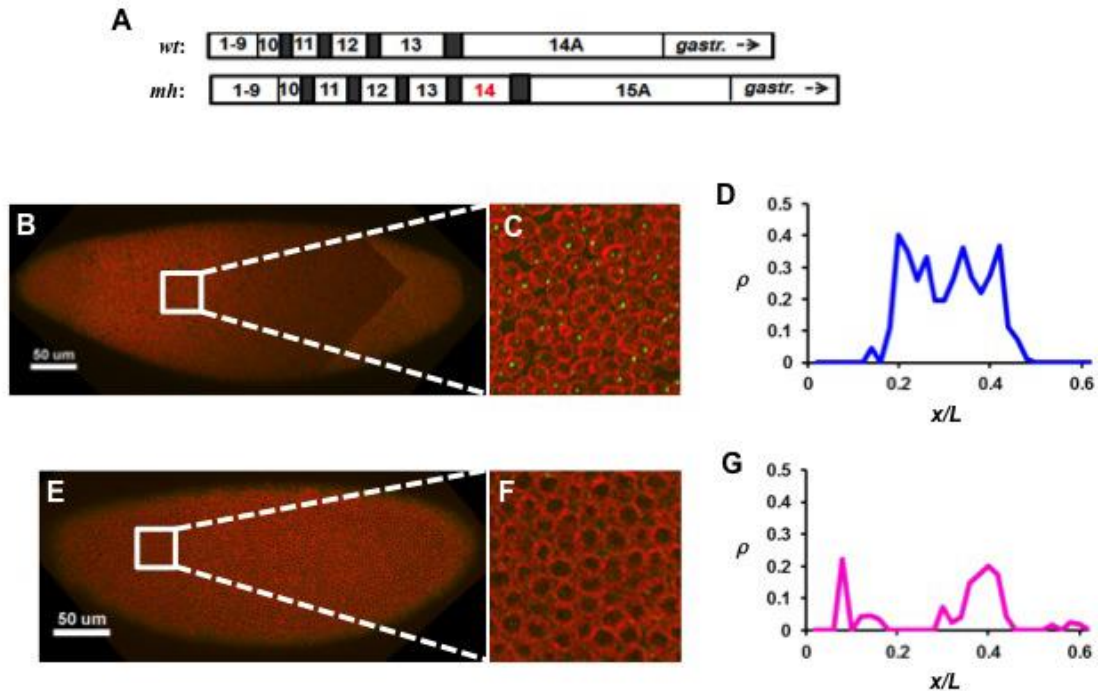 A
wt: 1-9 10 11 12 13 14A gastr. →
mh: 1-9 10 11 12 13 14 15A gastr. →
B
50 um
C
D
ρ
0.5
0.4
0.3
0.2
0.1
0
0 0.2 0.4 0.6
x/L
E
50 um
F
G
ρ
0.5
0.4
0.3
0.2
0.1
0
0 0.2 0.4 0.6
x/L